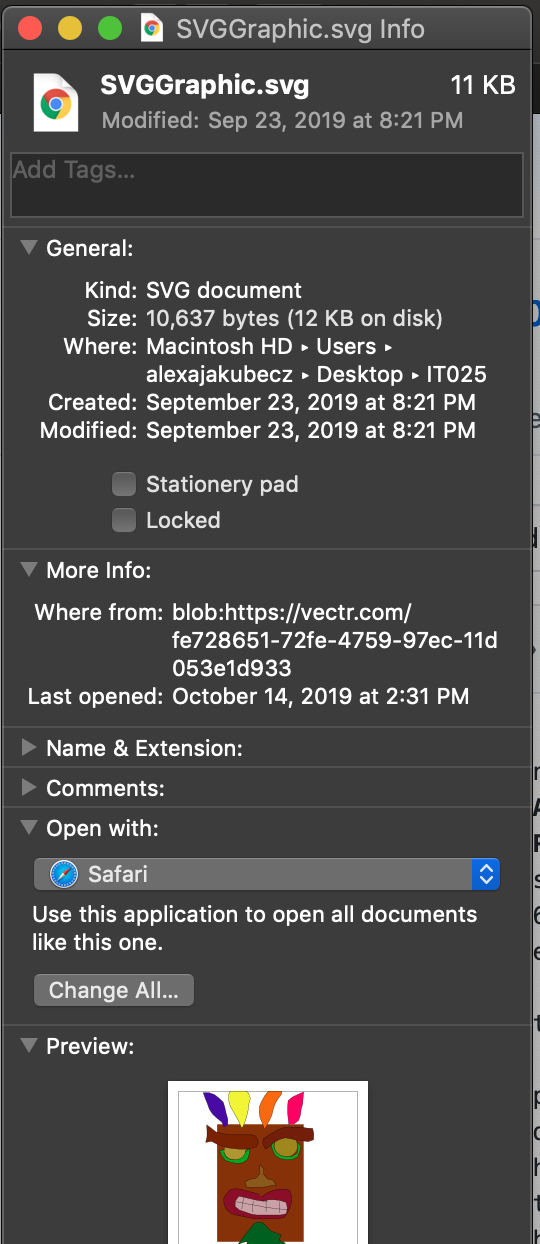 SVGGraphic.svg Info
SVGGraphic.svg 11 KB
Modified: Sep 23, 2019 at 8:21 PM
Add Tags...
General:
Kind: SVG document
Size: 10,637 bytes (12 KB on disk)
Where: Macintosh HD ▸ Users ▸
alexajakubecz ▸ Desktop ▸ IT025
Created: September 23, 2019 at 8:21 PM
Modified: September 23, 2019 at 8:21 PM
Stationery pad
Locked
More Info:
Where from: blob:https://vectr.com/
fe728651-72fe-4759-97ec-11d
053e1d933
Last opened: October 14, 2019 at 2:31 PM
Name & Extension:
Comments:
Open with:
Safari
Use this application to open all documents
like this one.
Change All...
Preview: